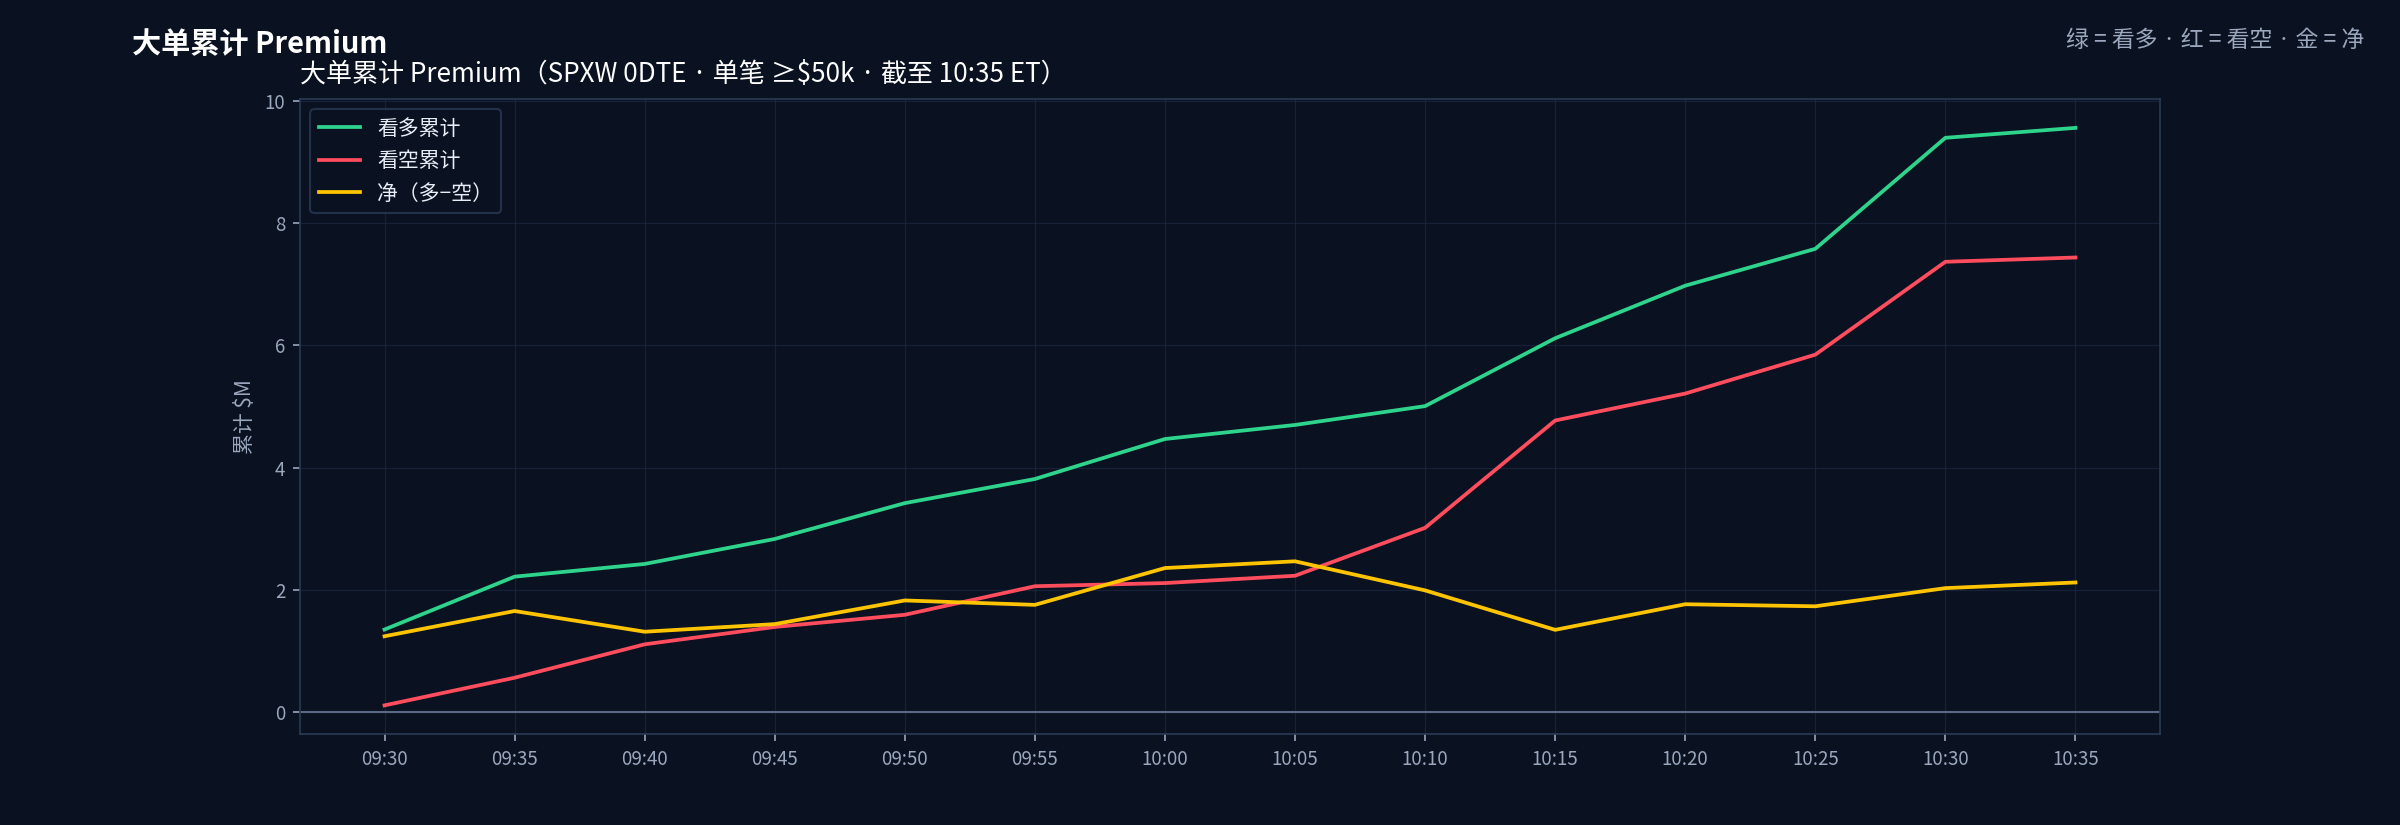 大单累计 Premium
绿 = 看多 · 红 = 看空 · 金 = 净
大单累计 Premium（SPXW 0DTE · 单笔 ≥$50k · 截至 10:35 ET）
看多累计
看空累计
净（多−空）
累计 $M
10
8
6
4
2
0
09:30 09:35 09:40 09:45 09:50 09:55 10:00 10:05 10:10 10:15 10:20 10:25 10:30 10:35